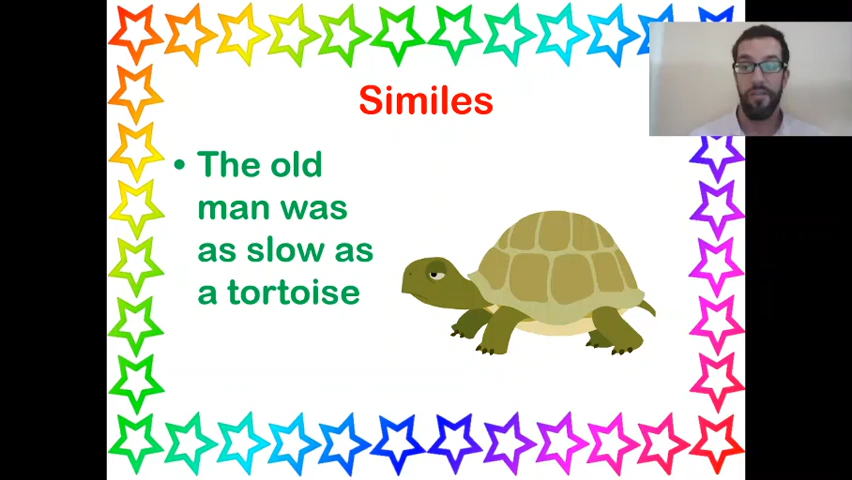 Similes
• The old
man was
as slow as
a tortoise